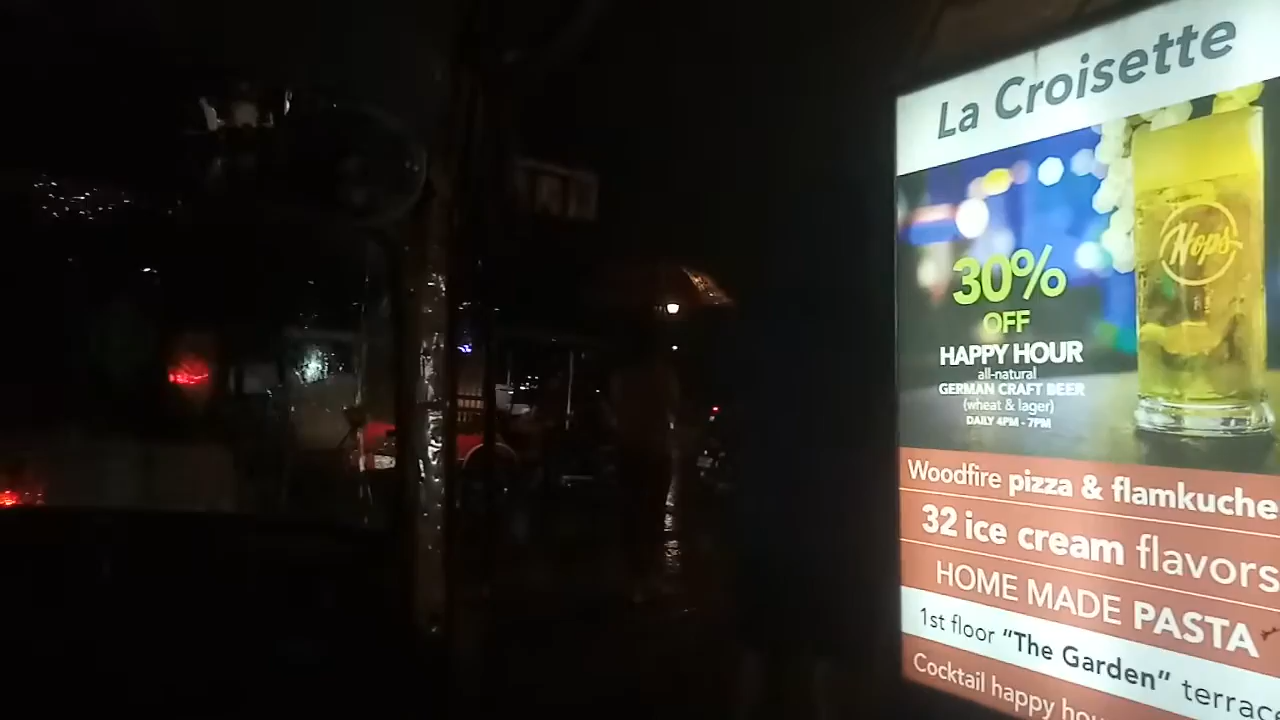 La Croisette
Hops
30%
OFF
HAPPY HOUR
all-natural
GERMAN CRAFT BEER
(wheat & lager)
DAILY 4PM - 7PM
Woodfire pizza & flamkuche
32 ice cream flavors
HOME MADE PASTA
1st floor "The Garden" terrac
Cocktail happy hou